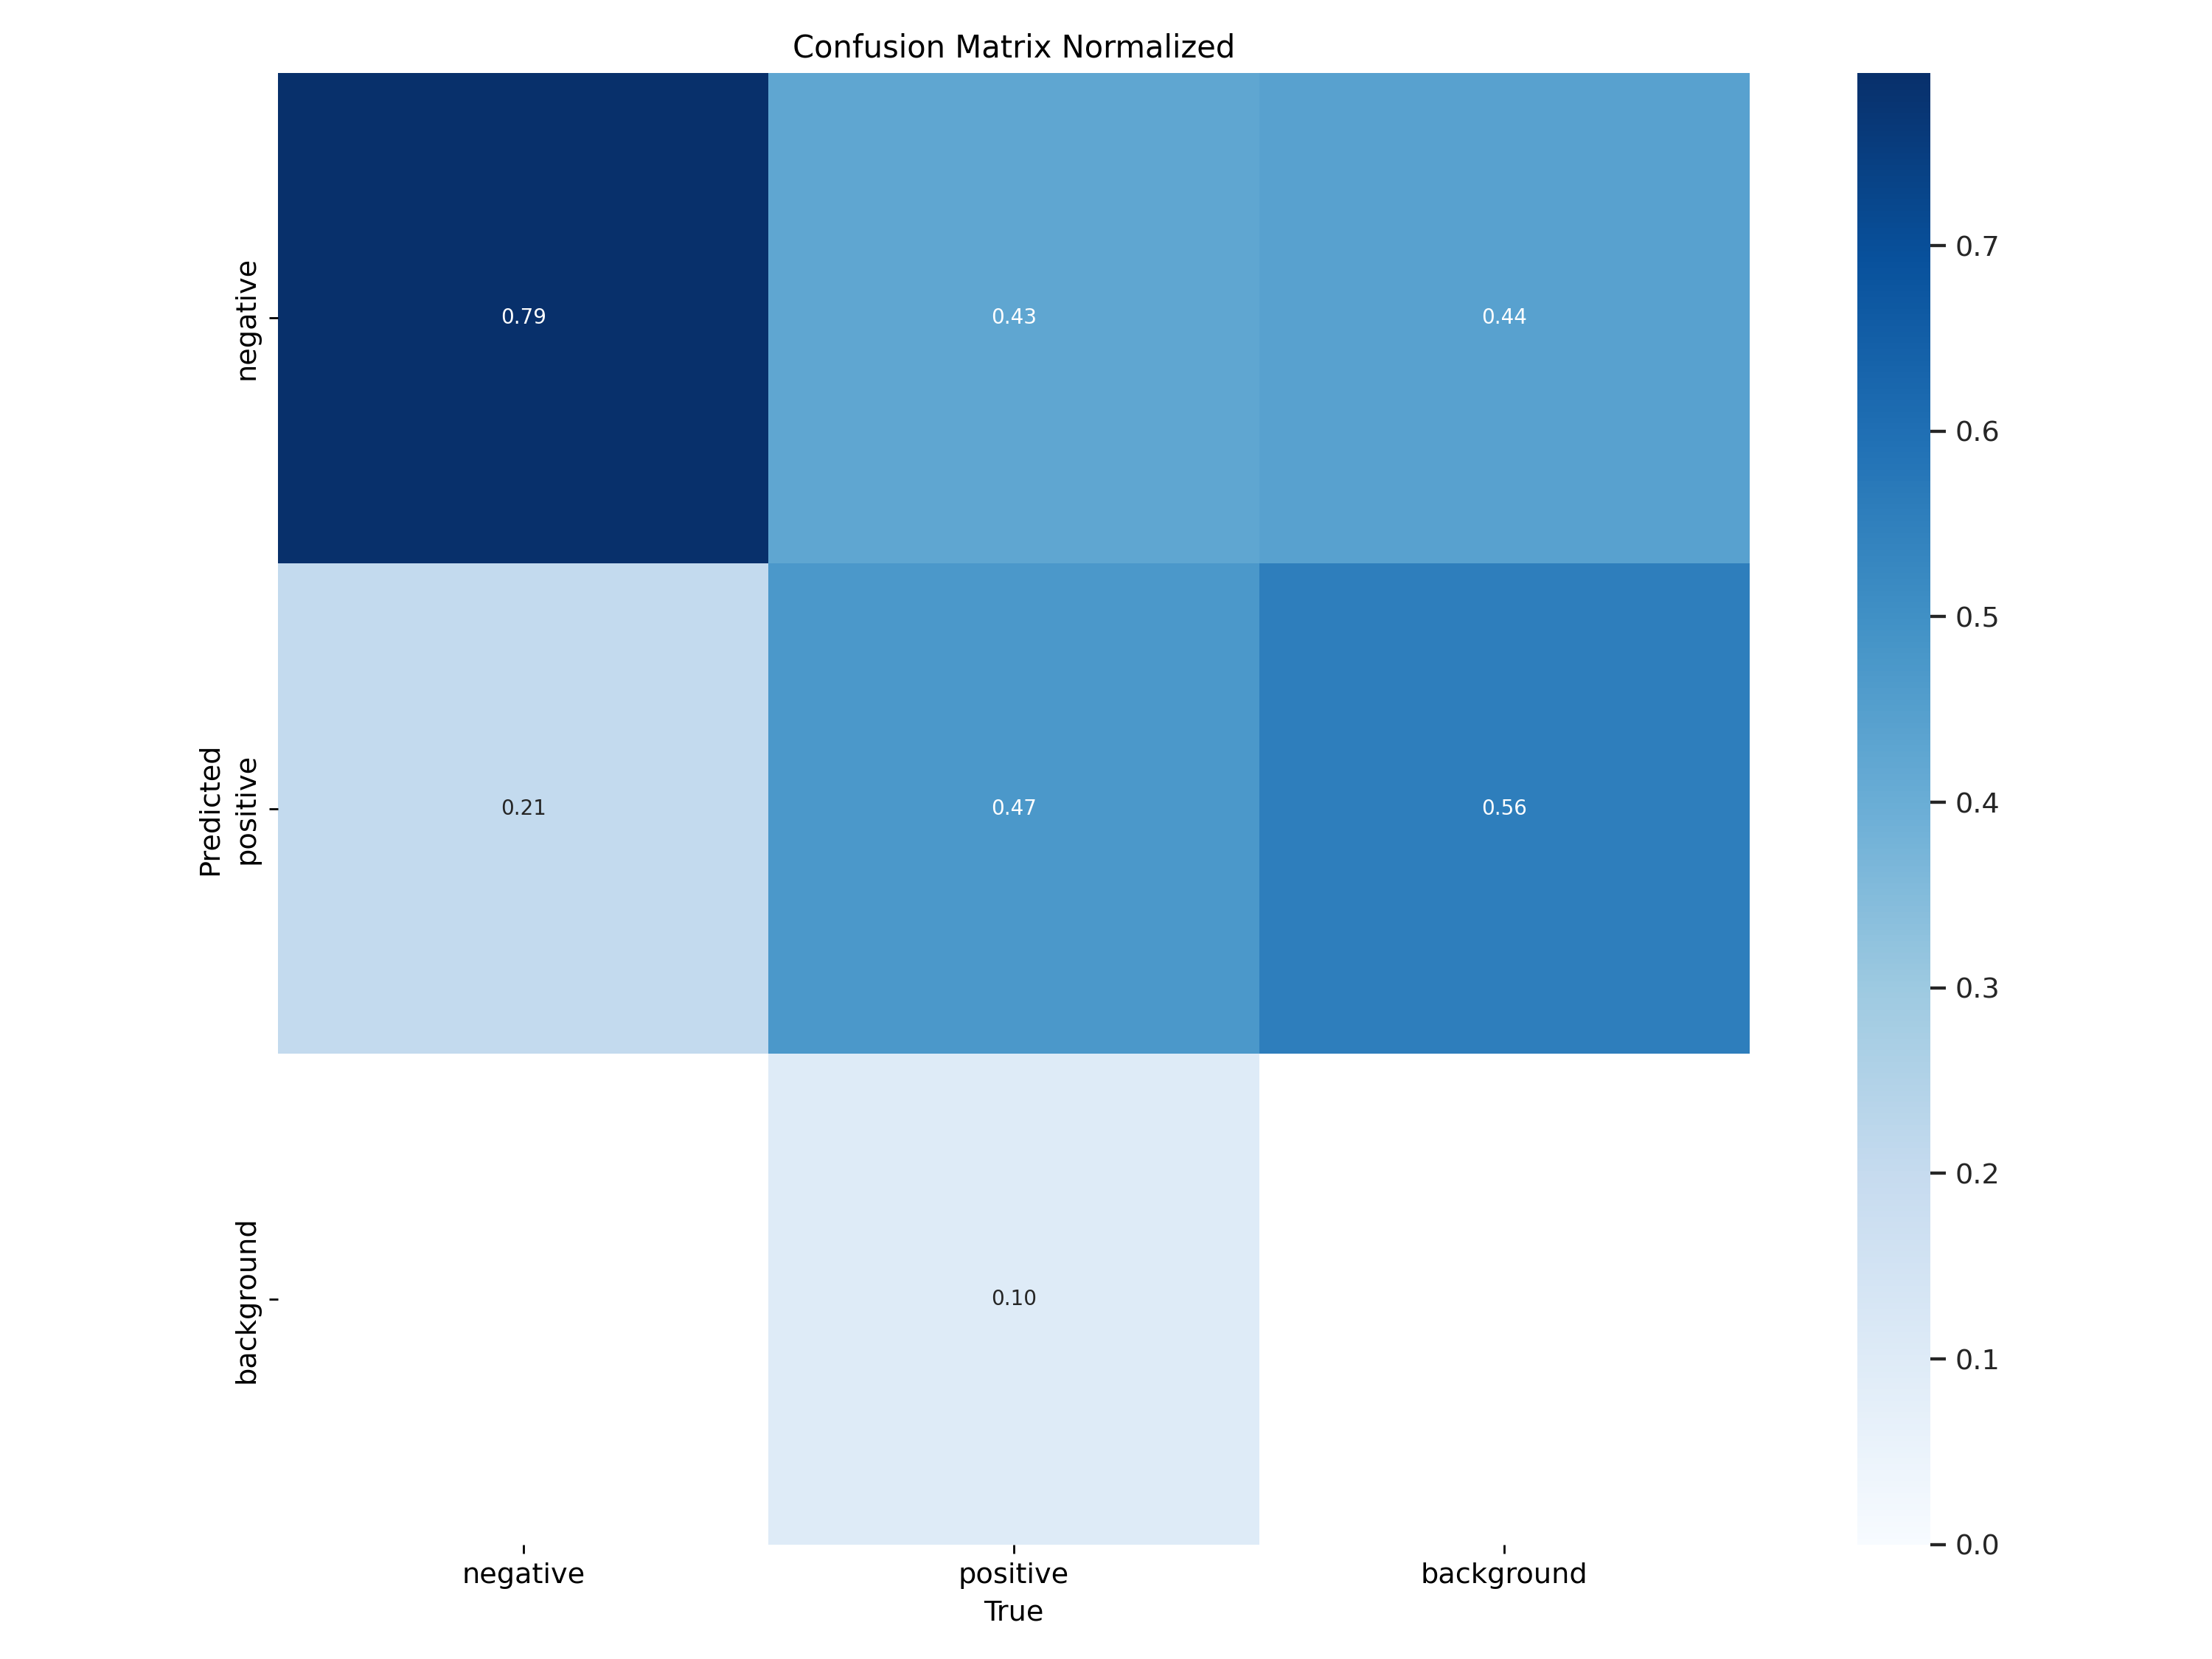 Confusion Matrix Normalized
negative
0.79
0.43
0.44
Predicted
positive
0.21
0.47
0.56
background
0.10
negative
positive
background
True
0.7
0.6
0.5
0.4
0.3
0.2
0.1
0.0